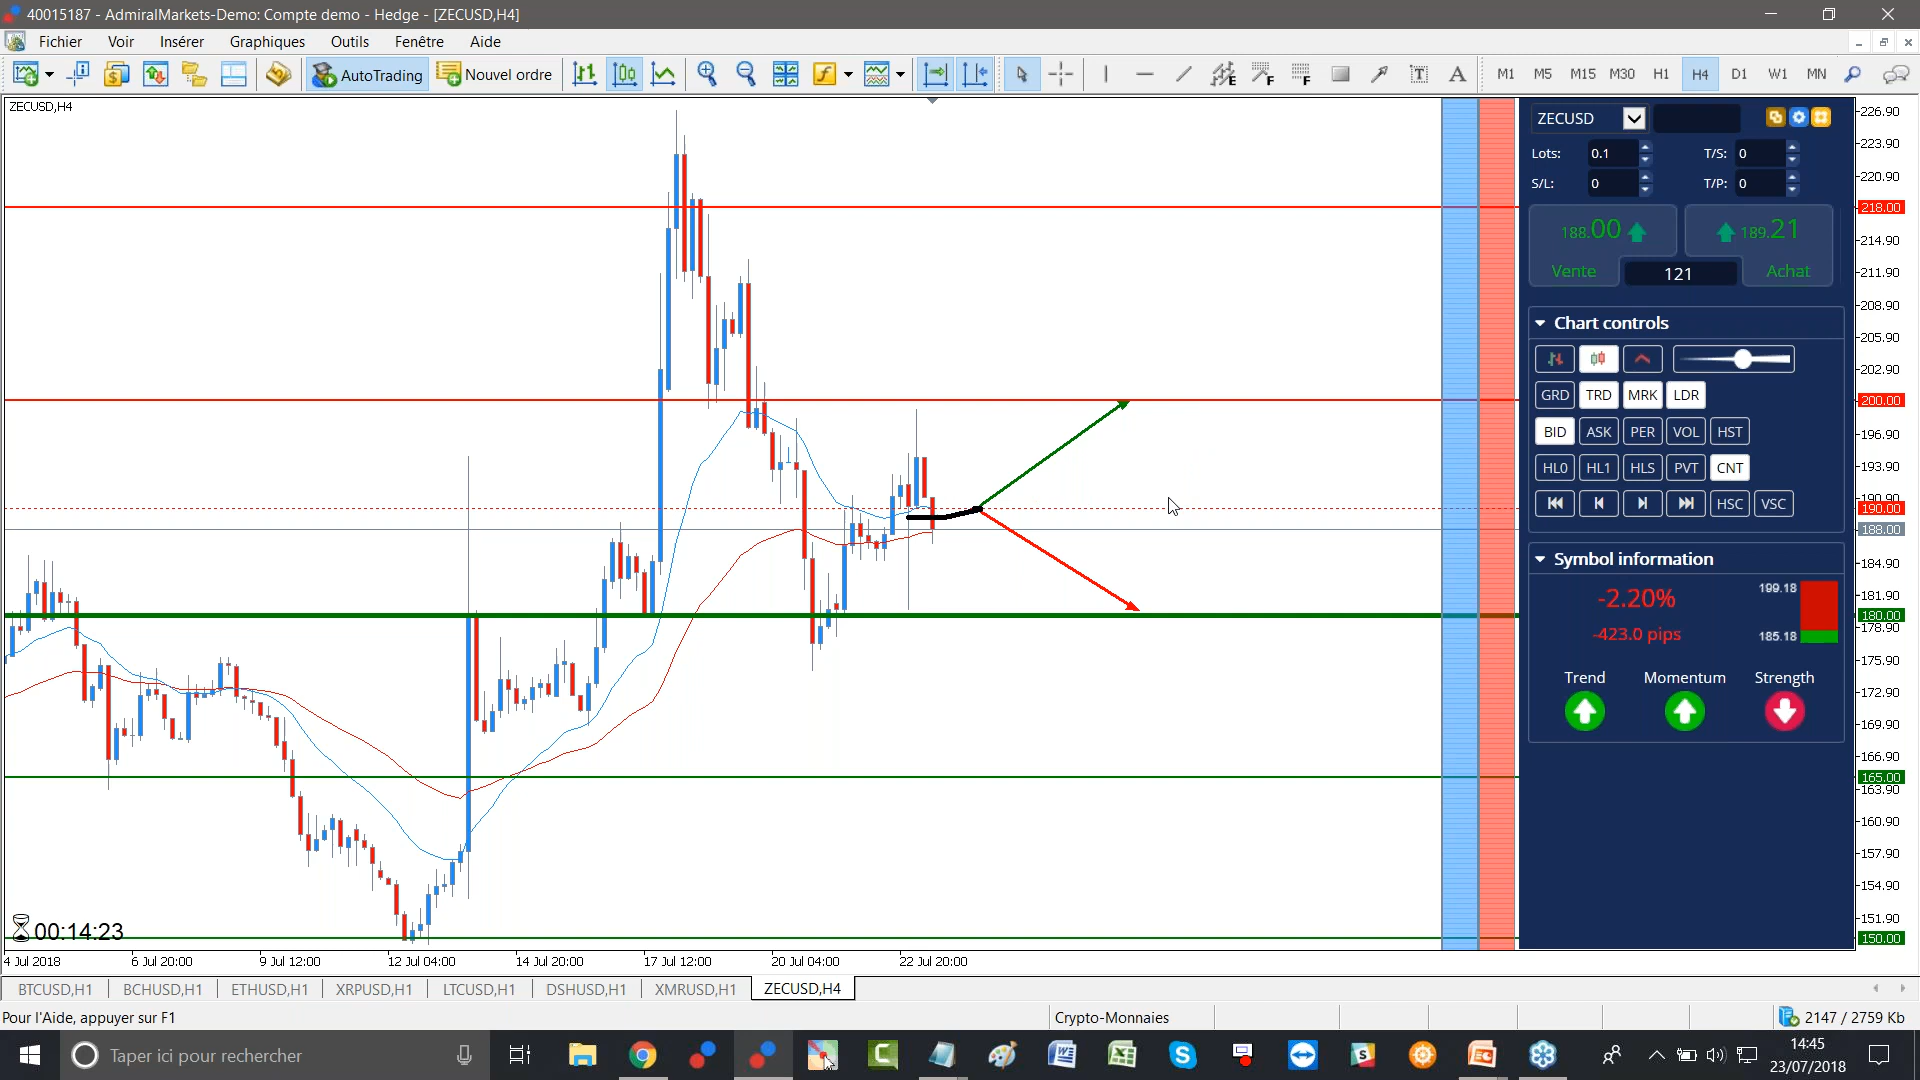 40015187 - AdmiralMarkets-Demo: Compte demo - Hedge - [ZECUSD,H4]
Fichier Voir Insérer Graphiques Outils Fenêtre Aide
AutoTrading Nouvel ordre M1 M5 M15 M30 H1 H4 D1 W1 MN
ZECUSD,H4
226.90
223.90
220.90
218.00
214.90
211.90
208.90
205.90
202.90
200.00
196.90
193.90
190.90
190.00
188.00
184.90
181.90
180.00
178.90
175.90
172.90
169.90
166.90
165.00
163.90
160.90
157.90
154.90
151.90
150.00
ZECUSD
Lots: 0.1 T/S: 0
S/L: 0 T/P: 0
188.00 189.21
Vente 121 Achat
Chart controls
GRD TRD MRK LDR
BID ASK PER VOL HST
HL0 HL1 HLS PVT CNT
HSC VSC
Symbol information
-2.20% 199.18
-423.0 pips 185.18
Trend Momentum Strength
00:14:23
4 Jul 2018 6 Jul 20:00 9 Jul 12:00 12 Jul 04:00 14 Jul 20:00 17 Jul 12:00 20 Jul 04:00 22 Jul 20:00
BTCUSD,H1 BCHUSD,H1 ETHUSD,H1 XRPUSD,H1 LTCUSD,H1 DSHUSD,H1 XMRUSD,H1 ZECUSD,H4
Pour l'Aide, appuyer sur F1 Crypto-Monnaies 2147 / 2759 Kb
Taper ici pour rechercher
14:45
23/07/2018